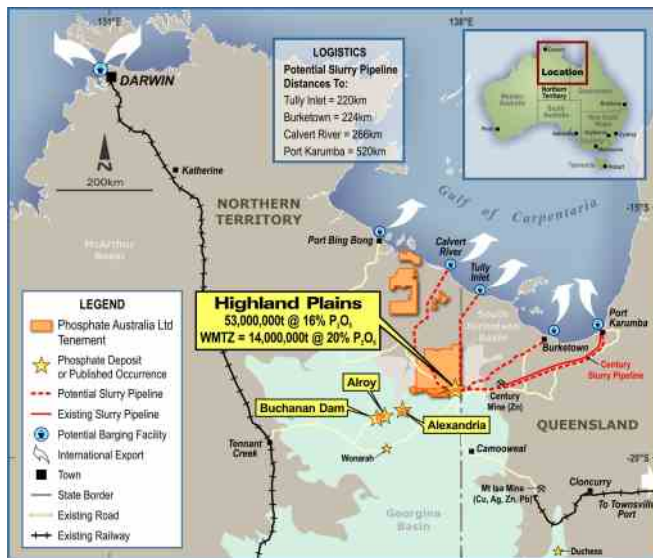 131°E
138°E
DARWIN
LOGISTICS
Potential Slurry Pipeline
Distances To:
Tully Inlet = 220km
Burketown = 224km
Calvert River = 266km
Port Karumba = 520km
Darwin
Location
Northern
Territory
N
200km
Katherine
NORTHERN
TERRITORY
McArthur
Basin
Gulf of Carpentaria
-15°S
Port Bing Bong
Calvert
River
Tully
Inlet
Port
Karumba
Burketown
Century
Slurry Pipeline
Highland Plains
53,000,000t @ 16% P2O5
WMTZ = 14,000,000t @ 20% P2O5
Basin
Century
Mine (Zn)
LEGEND
Phosphate Australia Ltd
Tenement
Phosphate Deposit
or Published Occurrence
Potential Slurry Pipeline
Existing Slurry Pipeline
Potential Barging Facility
International Export
Town
State Border
Existing Road
Existing Railway
Alroy
Buchanan Dam
Alexandria
Wonarah
Tennant
Creek
Camooweal
QUEENSLAND
-20°S
Mt Isa Mine
(Cu, Ag, Zn, Pb)
Cloncurry
To Townsville
Port
Georgina
Basin
Duchess